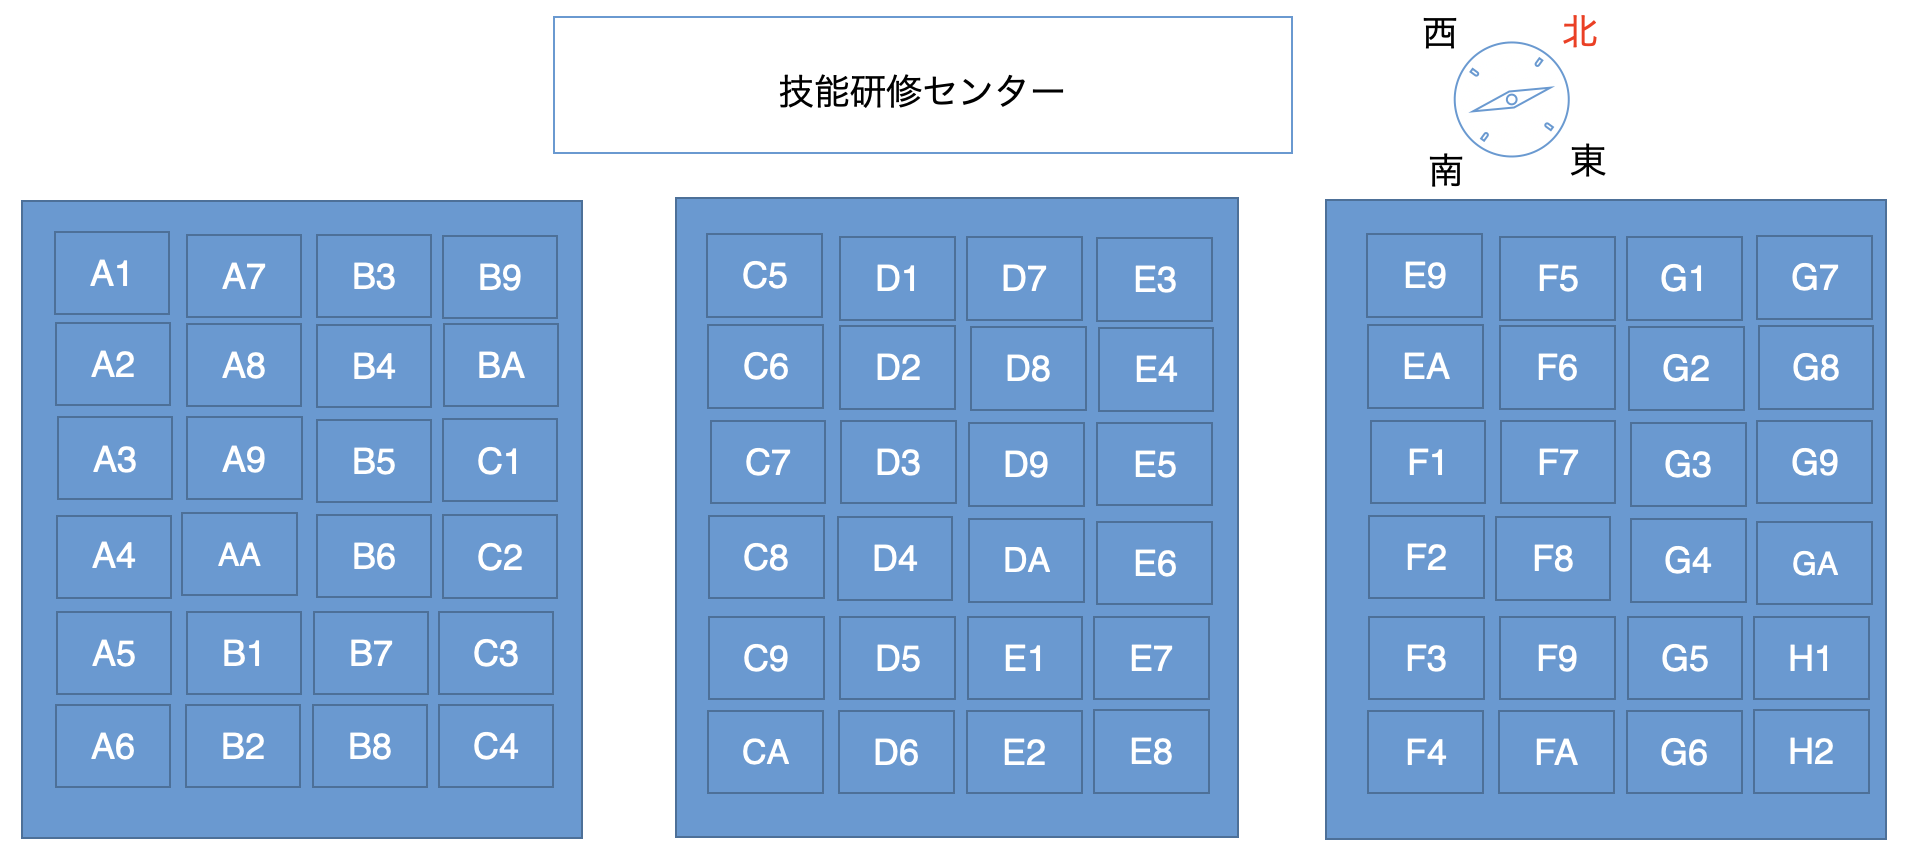 技能研修センター
西 北
南 東
A1 A7 B3 B9
A2 A8 B4 BA
A3 A9 B5 C1
A4 AA B6 C2
A5 B1 B7 C3
A6 B2 B8 C4
C5 D1 D7 E3
C6 D2 D8 E4
C7 D3 D9 E5
C8 D4 DA E6
C9 D5 E1 E7
CA D6 E2 E8
E9 F5 G1 G7
EA F6 G2 G8
F1 F7 G3 G9
F2 F8 G4 GA
F3 F9 G5 H1
F4 FA G6 H2